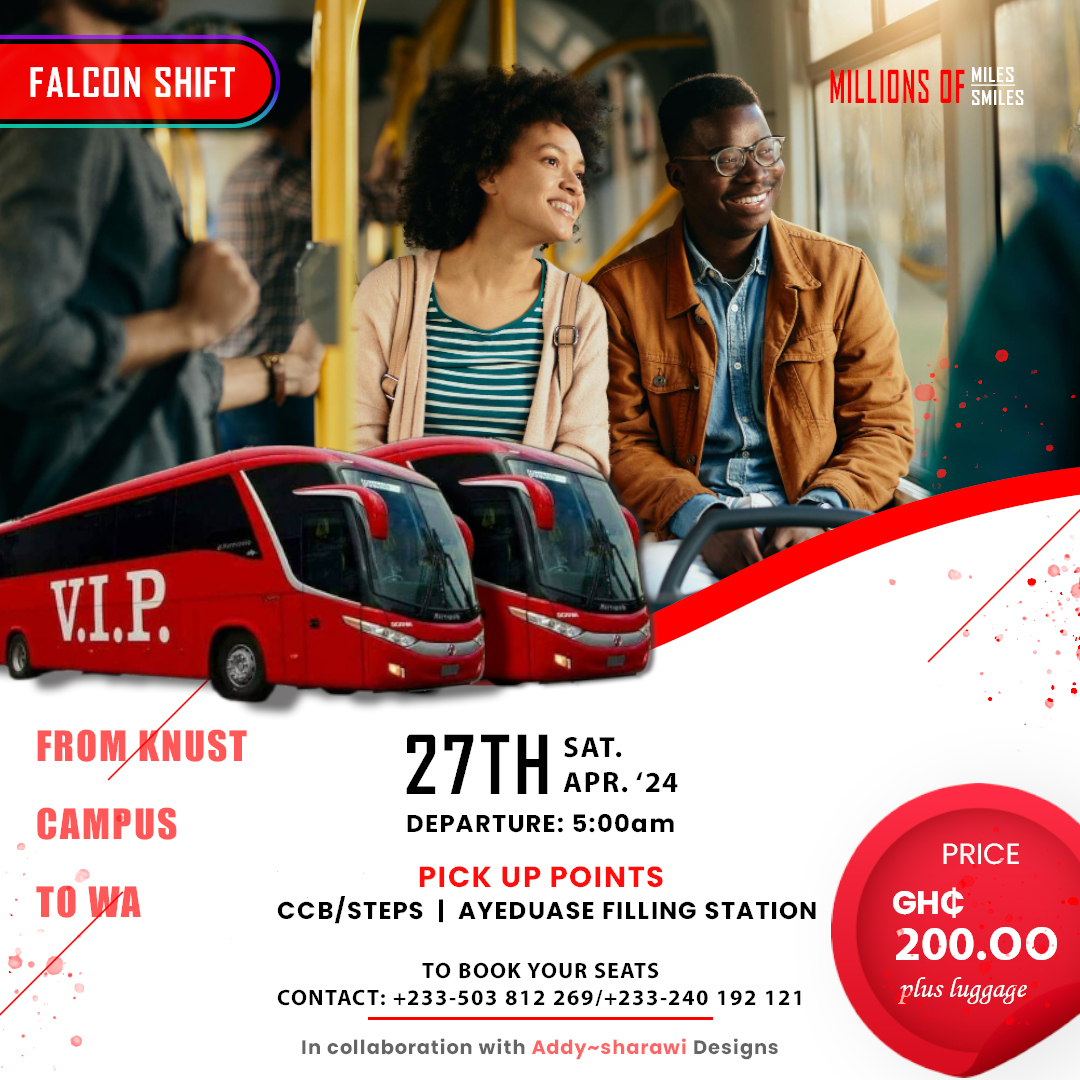 FALCON SHIFT
MILLIONS OF MILES
SMILES
V.I.P.
SCANIA
SCANIA
FROM KNUST
CAMPUS
TO WA
27TH SAT.
APR. ‘24
DEPARTURE: 5:00am
PICK UP POINTS
CCB/STEPS | AYEDUASE FILLING STATION
TO BOOK YOUR SEATS
CONTACT: +233-503 812 269/+233-240 192 121
In collaboration with Addy~sharawi Designs
PRICE
GH₵
200.00
plus luggage